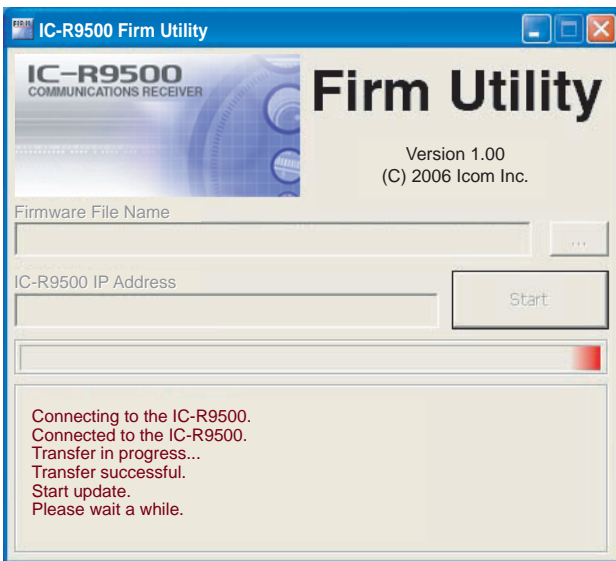 IC-R9500 Firm Utility
IC-R9500
COMMUNICATIONS RECEIVER
Firm Utility
Version 1.00
(C) 2006 Icom Inc.
Firmware File Name
...
IC-R9500 IP Address
Start
Connecting to the IC-R9500.
Connected to the IC-R9500.
Transfer in progress...
Transfer successful.
Start update.
Please wait a while.